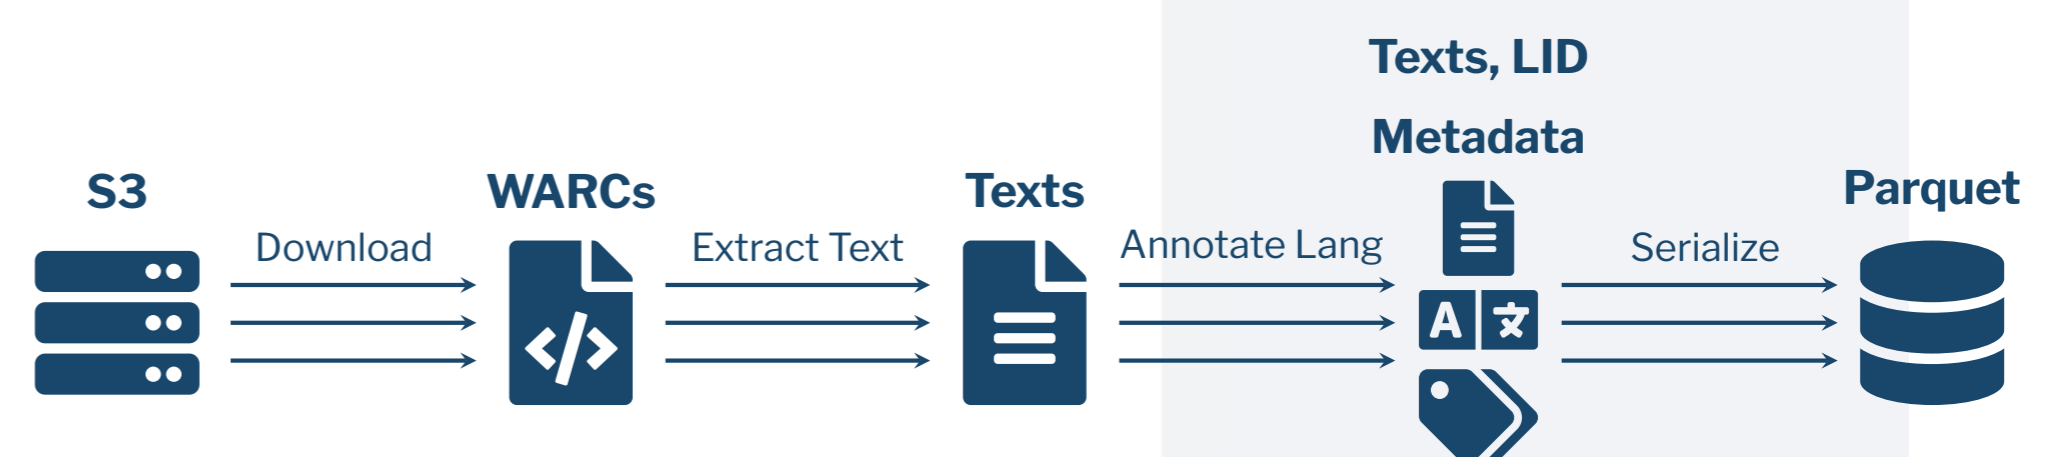 Texts, LID
Metadata
S3
WARCs
Texts
Parquet
Download
Extract Text
Annotate Lang
Serialize
</>
A 文